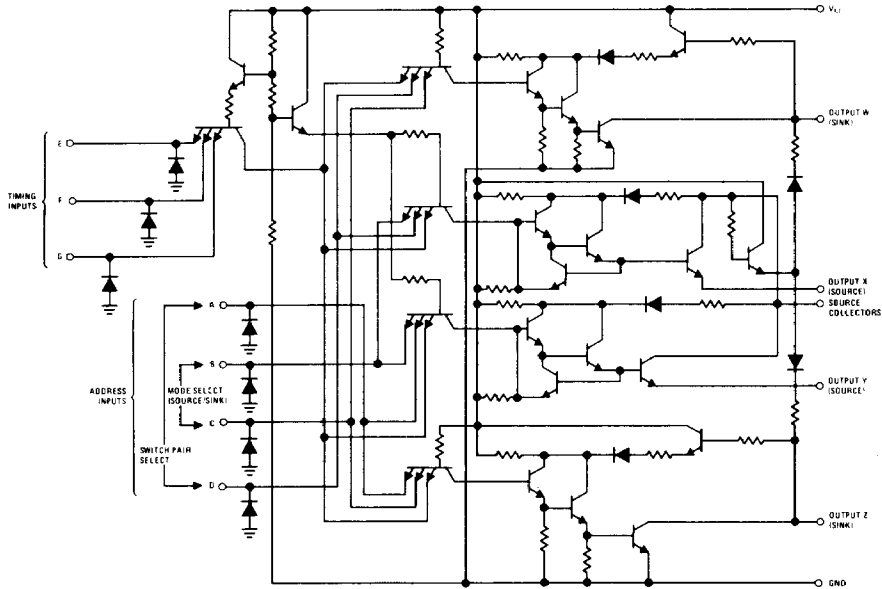 VCC
OUTPUT W
(SINK)
E
TIMING
INPUTS
F
G
OUTPUT X
(SOURCE)
SOURCE
COLLECTORS
A
ADDRESS
INPUTS
MODE SELECT
(SOURCE/SINK)
B
C
OUTPUT Y
(SOURCE)
SWITCH PAIR
SELECT
D
OUTPUT Z
(SINK)
GND